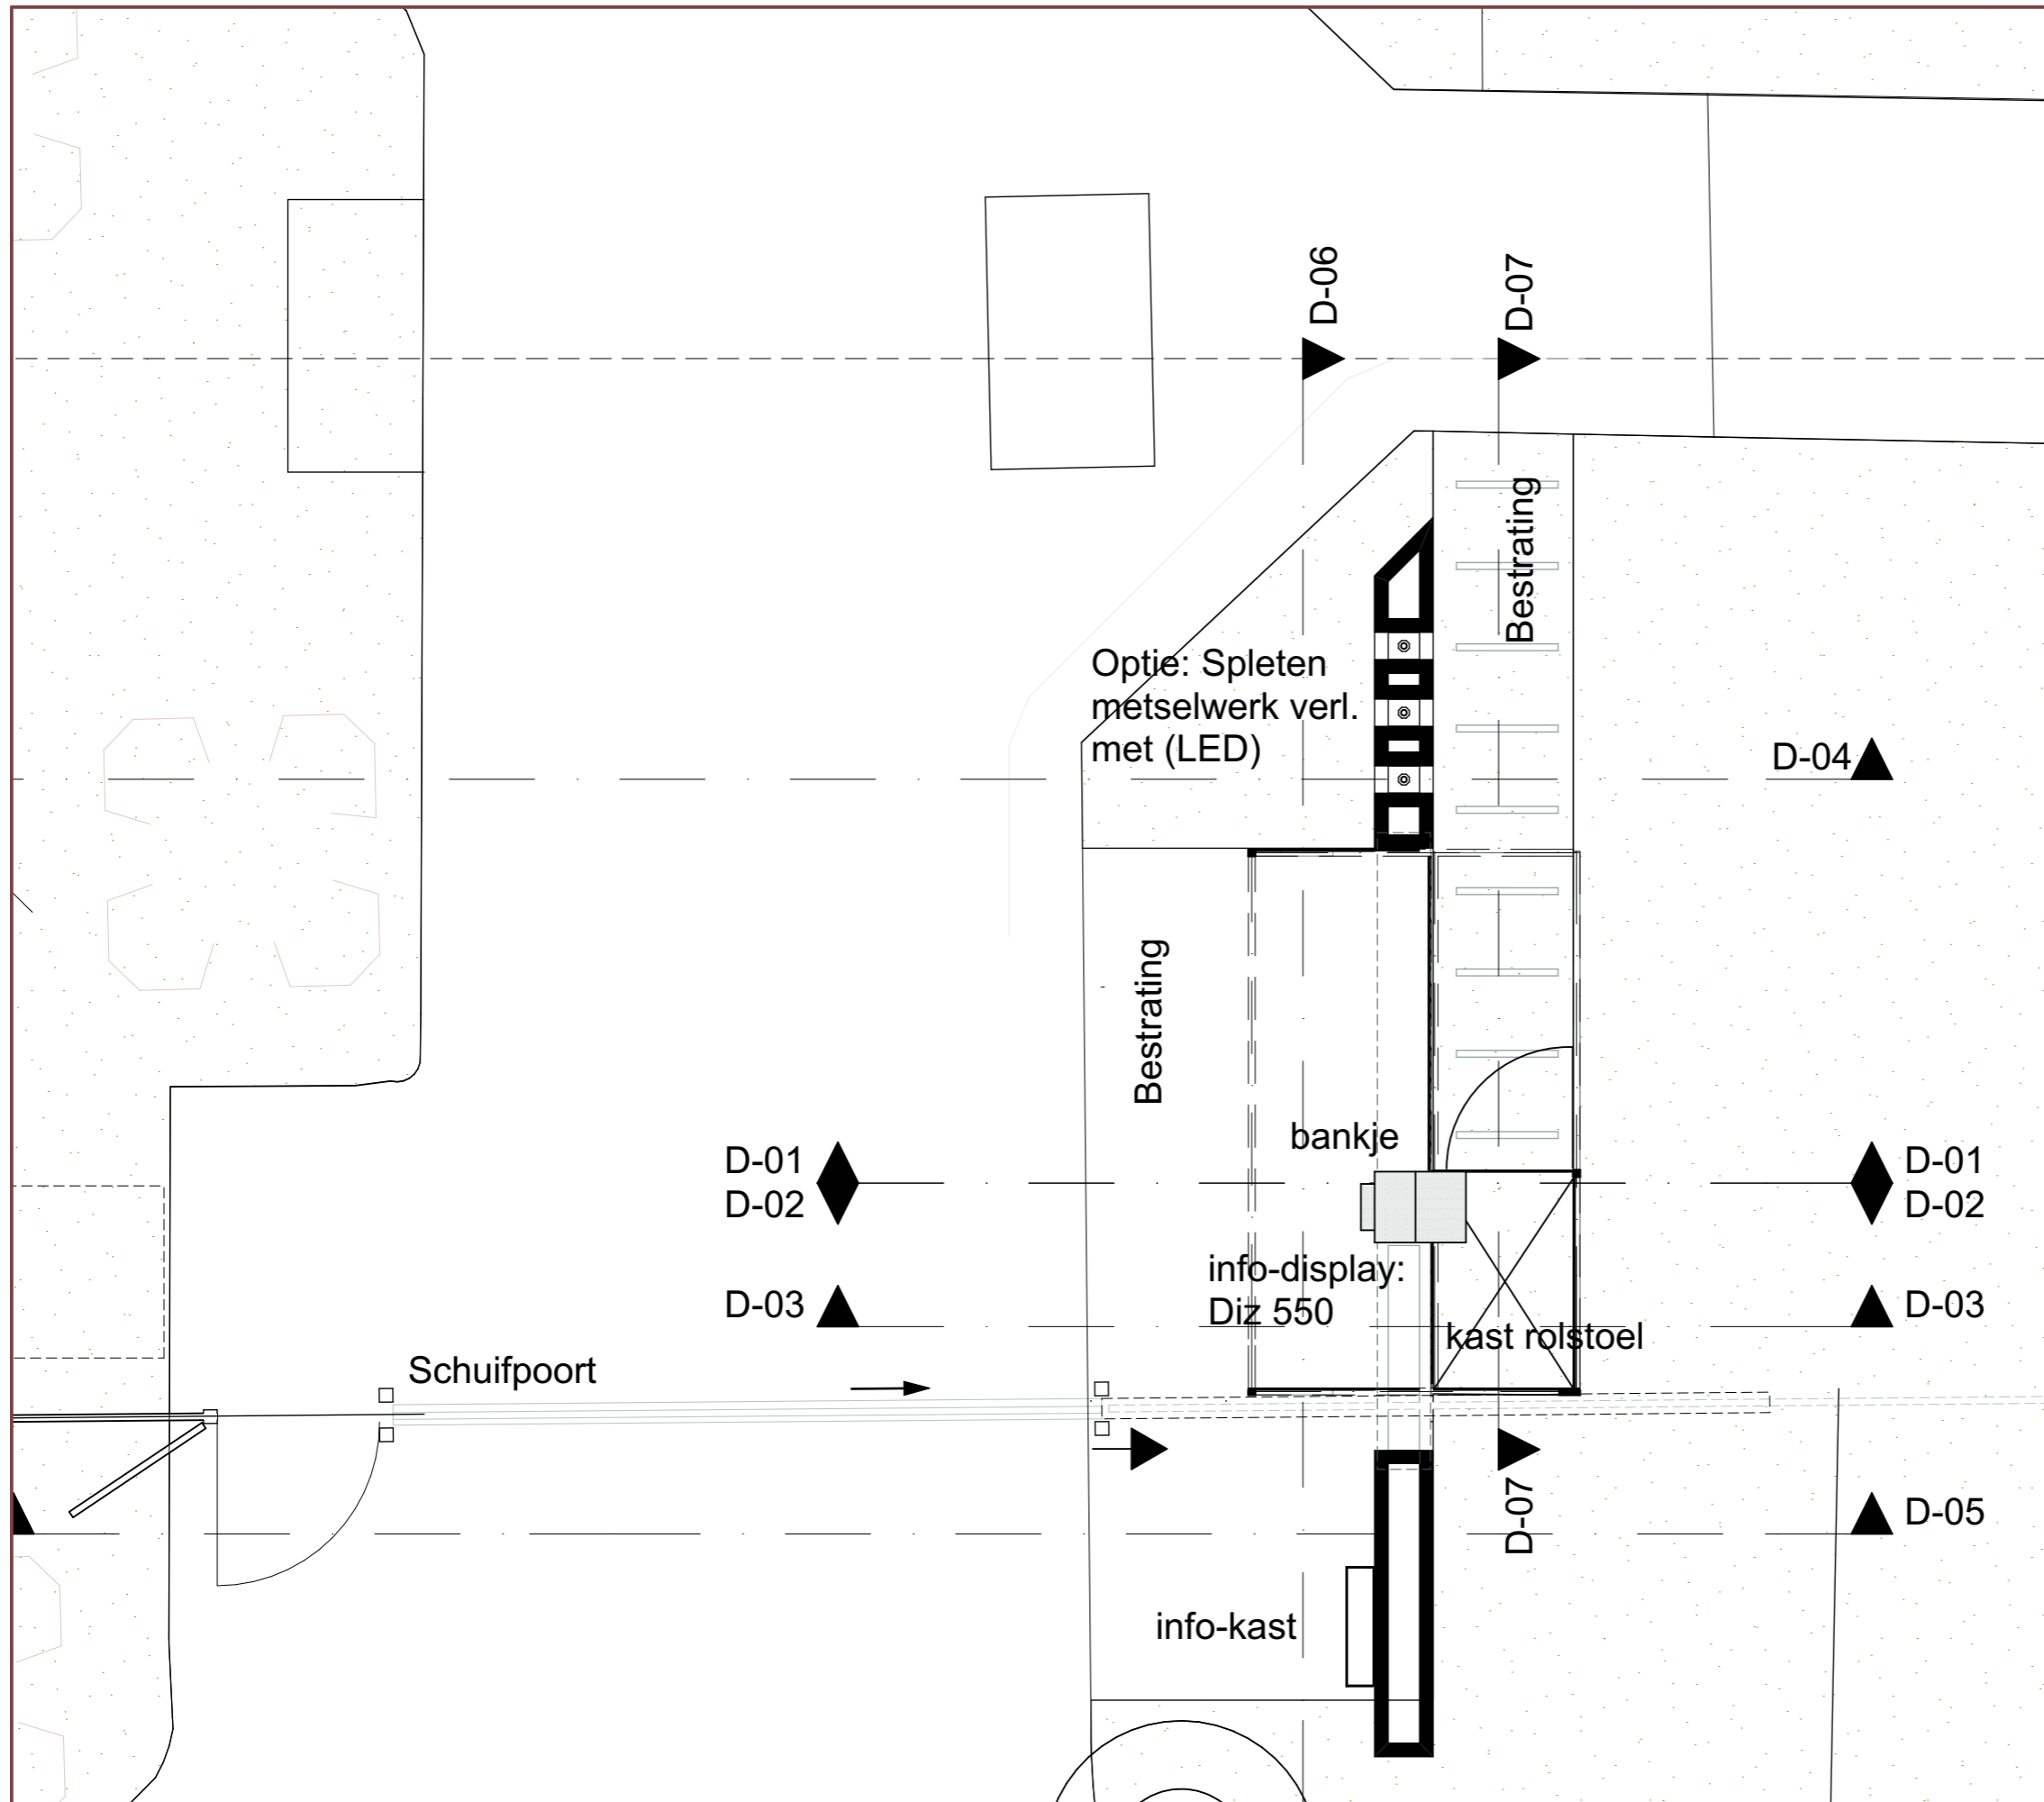 D-06
D-07
Bestrating
Optie: Spleten
metselwerk verl.
met (LED)
D-04
Bestrating
bankje
D-01
D-02
D-01
D-02
info-display:
Diz 550
D-03
D-03
kast rolstoel
Schuifpoort
D-07
D-05
info-kast